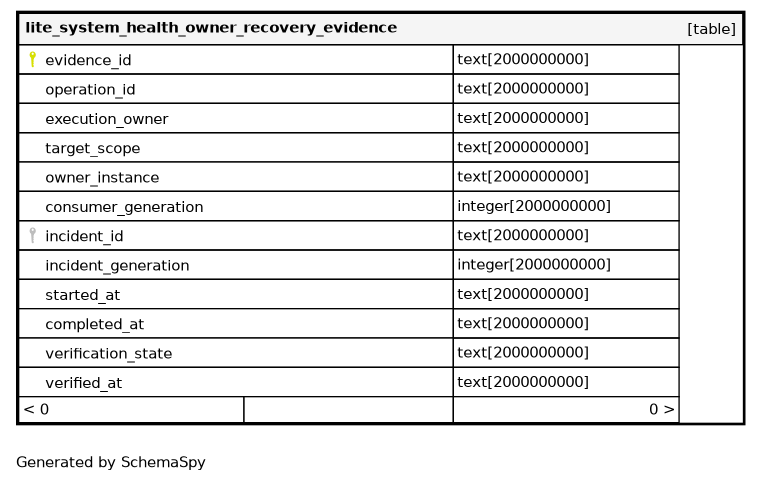 lite_system_health_owner_recovery_evidence [table]
evidence_id text[2000000000]
operation_id text[2000000000]
execution_owner text[2000000000]
target_scope text[2000000000]
owner_instance text[2000000000]
consumer_generation integer[2000000000]
incident_id text[2000000000]
incident_generation integer[2000000000]
started_at text[2000000000]
completed_at text[2000000000]
verification_state text[2000000000]
verified_at text[2000000000]
< 0 0 >
Generated by SchemaSpy